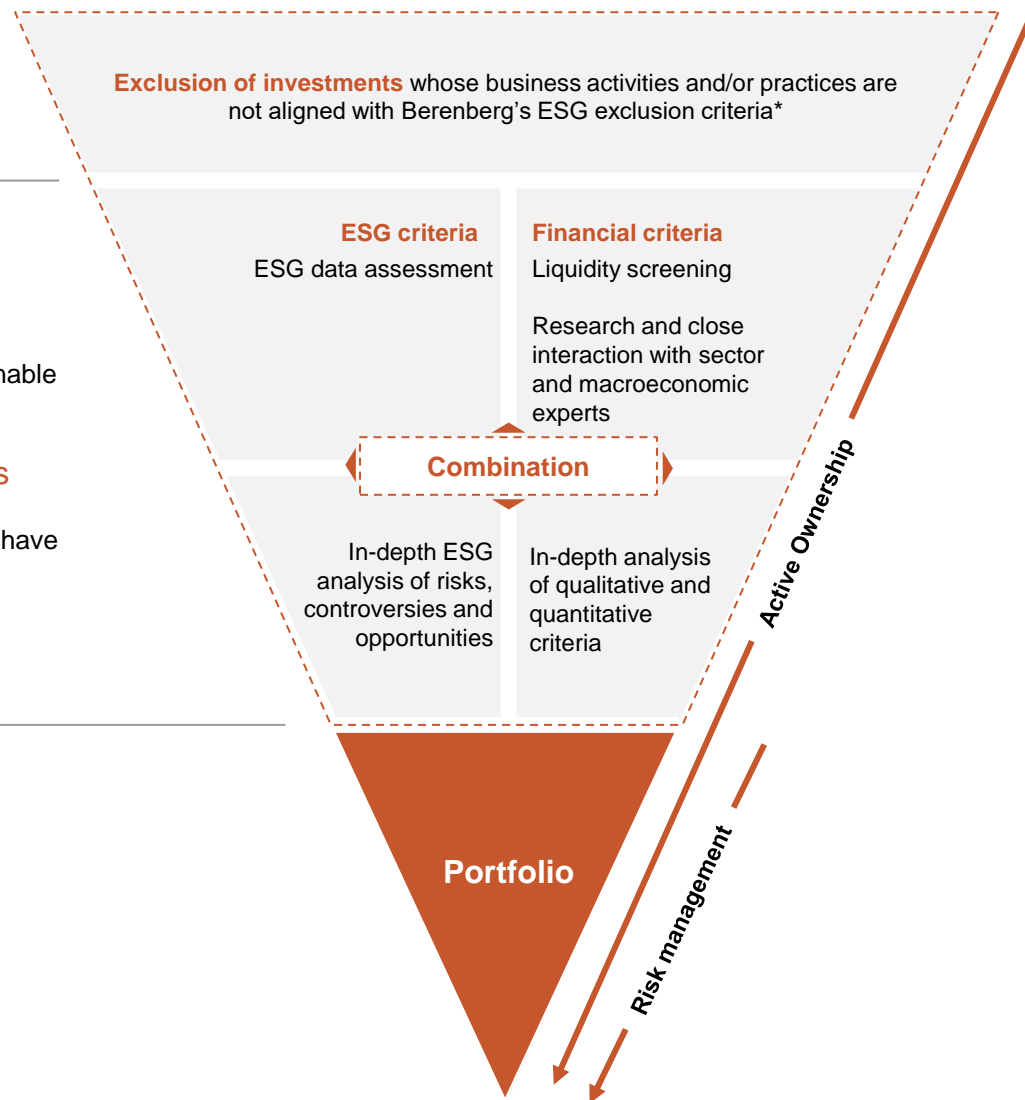 Exclusion of investments whose business activities and/or practices are
not aligned with Berenberg's ESG exclusion criteria*
ESG criteria
ESG data assessment
Financial criteria
Liquidity screening
Research and close
interaction with sector
and macroeconomic
experts
nable
s
have
Combination
In-depth ESG
analysis of risks,
controversies and
opportunities
In-depth analysis
of qualitative and
quantitative
criteria
Active Ownership
Portfolio
Risk management